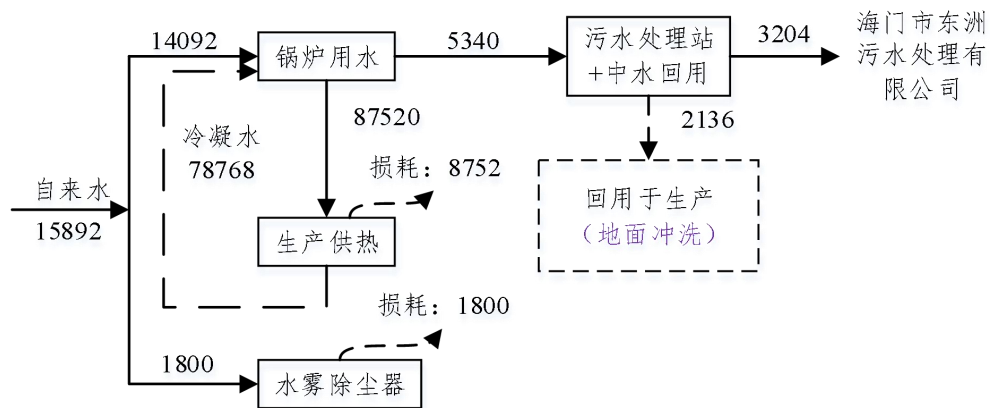 14092
锅炉用水
5340
污水处理站
+中水回用
3204
海门市东洲
污水处理有
限公司
冷凝水
78768
87520
2136
损耗：8752
自来水
15892
生产供热
回用于生产
（地面冲洗）
损耗：1800
1800
水雾除尘器